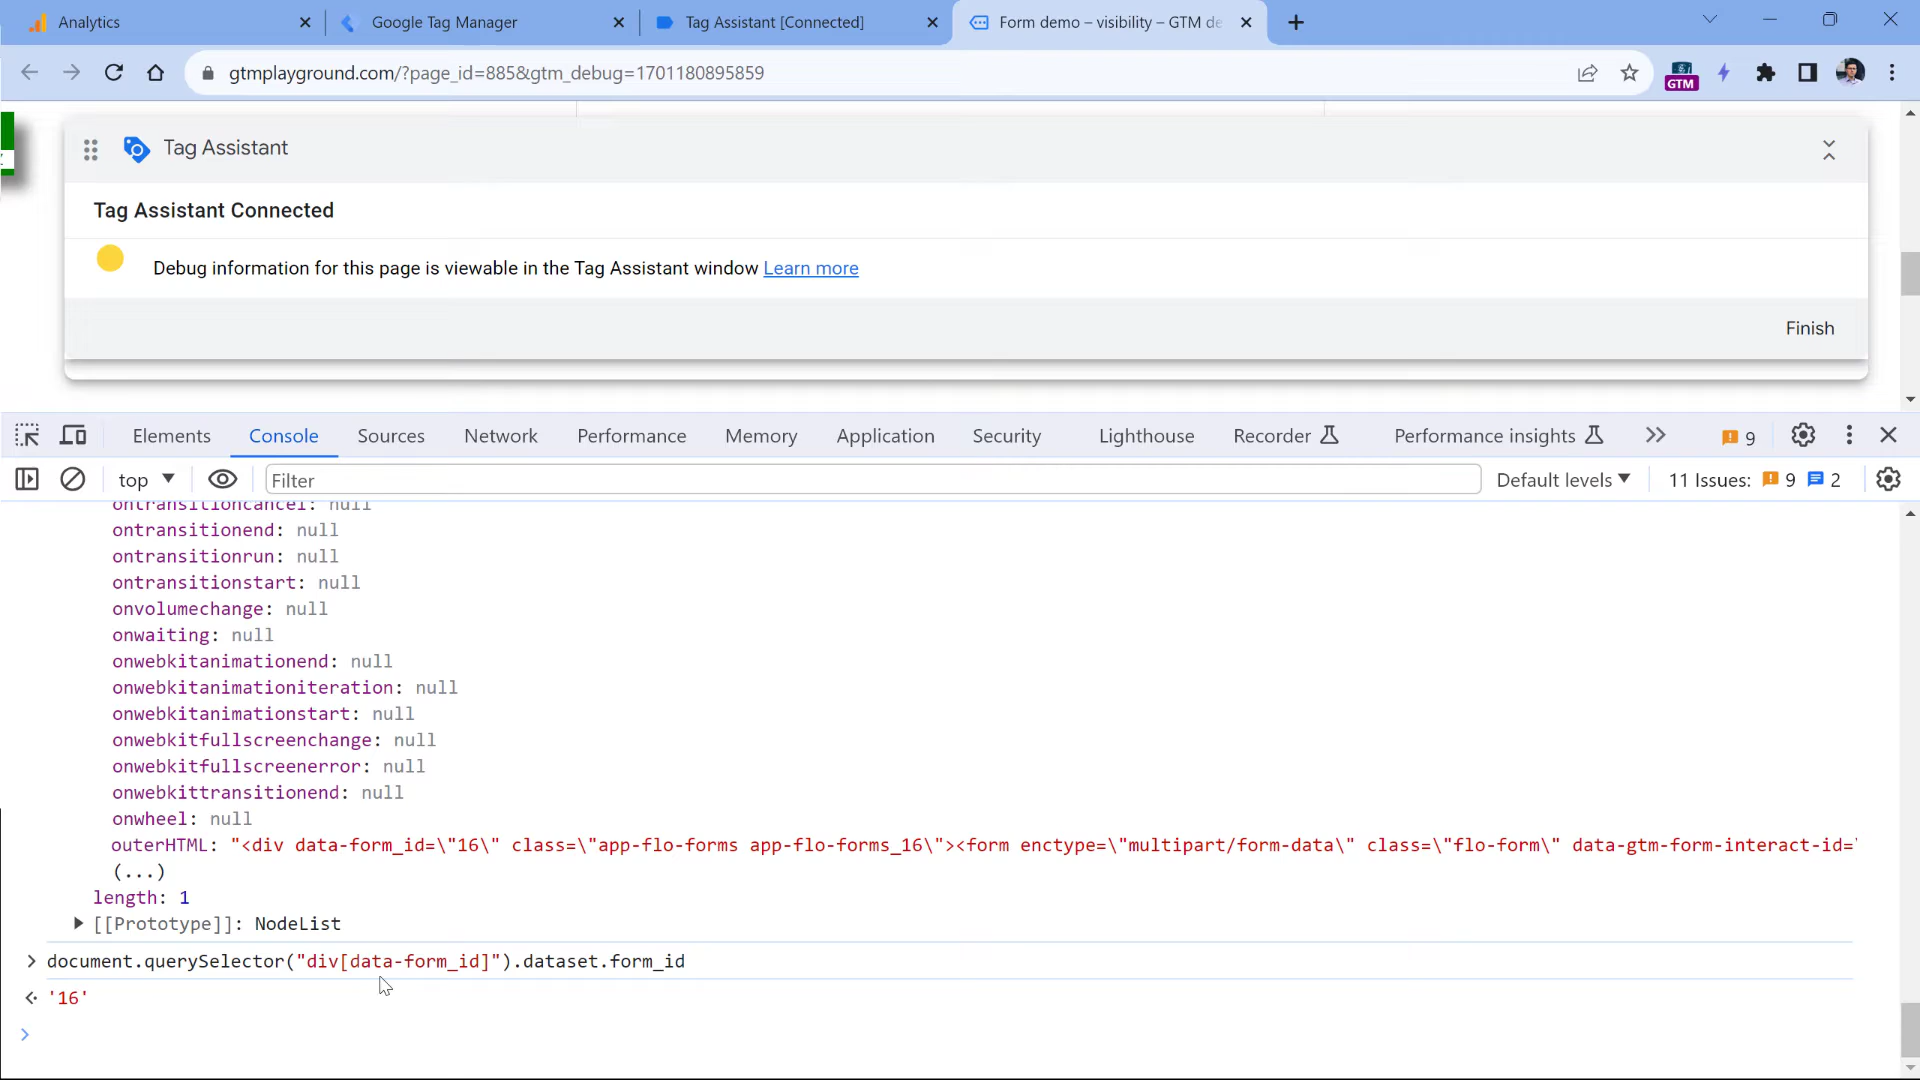 Analytics
Google Tag Manager
Tag Assistant [Connected]
Form demo – visibility – GTM de
gtmplayground.com/?page_id=885&gtm_debug=1701180895859
GTM
Tag Assistant
Tag Assistant Connected
Debug information for this page is viewable in the Tag Assistant window Learn more
Finish
Elements
Console
Sources
Network
Performance
Memory
Application
Security
Lighthouse
Recorder
Performance insights
9
top
Filter
Default levels
11 Issues: 9 2
ontransitioncancel: null
ontransitionend: null
ontransitionrun: null
ontransitionstart: null
onvolumechange: null
onwaiting: null
onwebkitanimationend: null
onwebkitanimationiteration: null
onwebkitanimationstart: null
onwebkitfullscreenchange: null
onwebkitfullscreenerror: null
onwebkittransitionend: null
onwheel: null
outerHTML: "<div data-form_id=\"16\" class=\"app-flo-forms app-flo-forms_16\"><form enctype=\"multipart/form-data\" class=\"flo-form\" data-gtm-form-interact-id=
(...)
length: 1
[[Prototype]]: NodeList
document.querySelector("div[data-form_id]").dataset.form_id
'16'